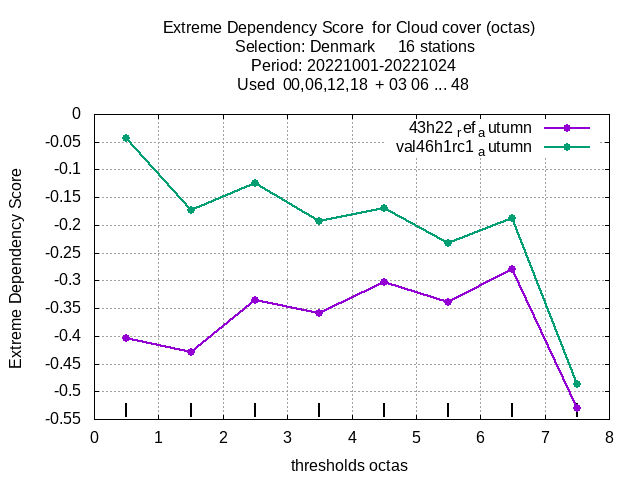 Extreme Dependency Score  for Cloud cover (octas)
Selection: Denmark     16 stations
Period: 20221001-20221024
Used  00,06,12,18  + 03 06 ... 48
43h22 ref autumn
val46h1rc1 autumn
Extreme Dependency Score
0
-0.05
-0.1
-0.15
-0.2
-0.25
-0.3
-0.35
-0.4
-0.45
-0.5
-0.55
0 1 2 3 4 5 6 7 8
thresholds octas